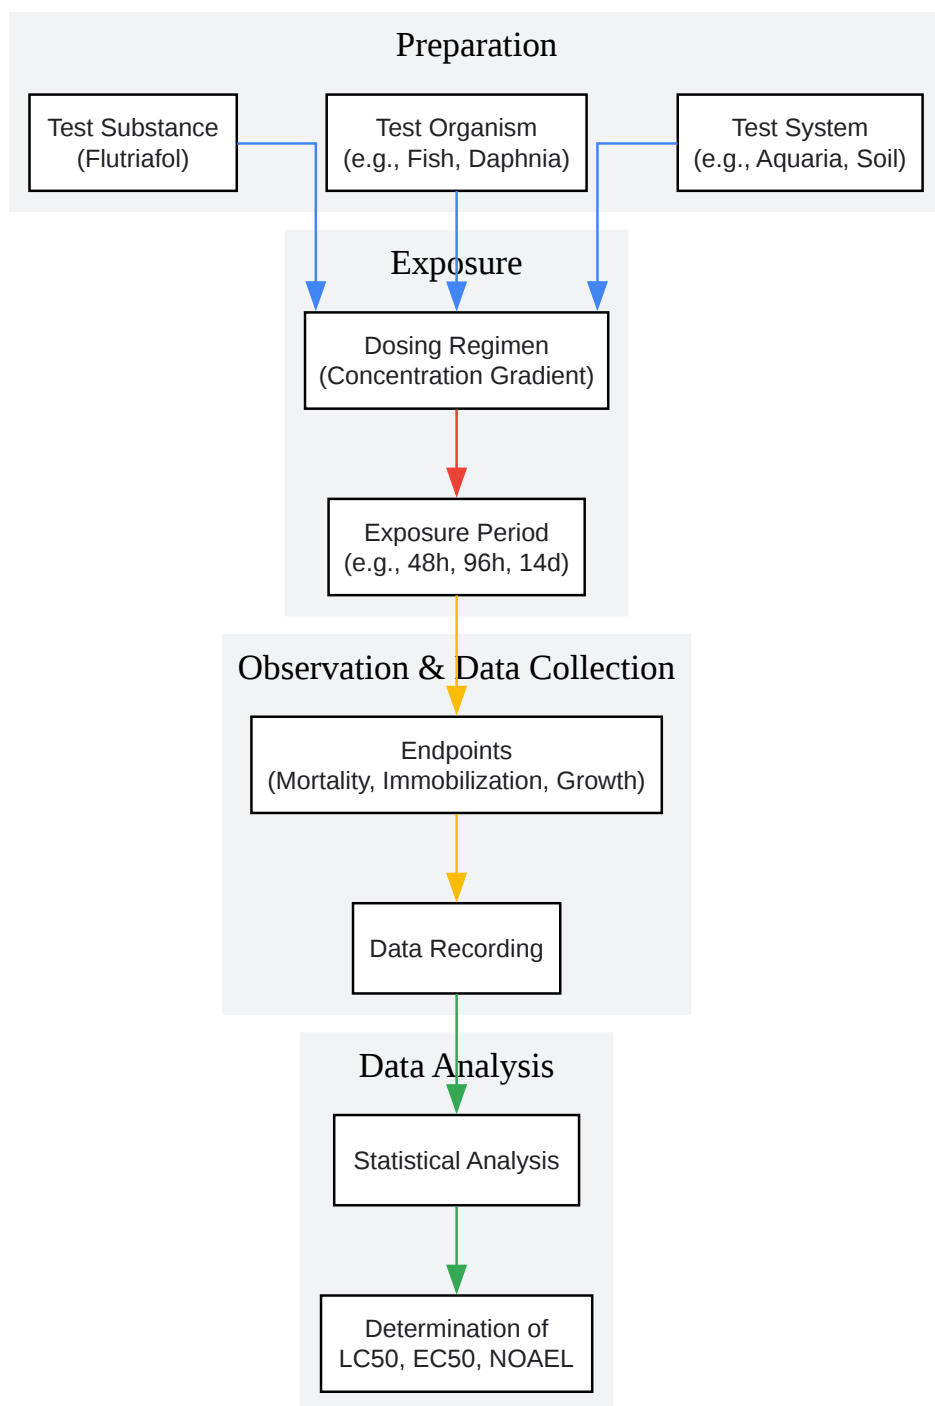 Preparation
Test Substance
(Flutriafol)
Test Organism
(e.g., Fish, Daphnia)
Test System
(e.g., Aquaria, Soil)
Exposure
Dosing Regimen
(Concentration Gradient)
Exposure Period
(e.g., 48h, 96h, 14d)
Observation & Data Collection
Endpoints
(Mortality, Immobilization, Growth)
Data Recording
Data Analysis
Statistical Analysis
Determination of
LC50, EC50, NOAEL